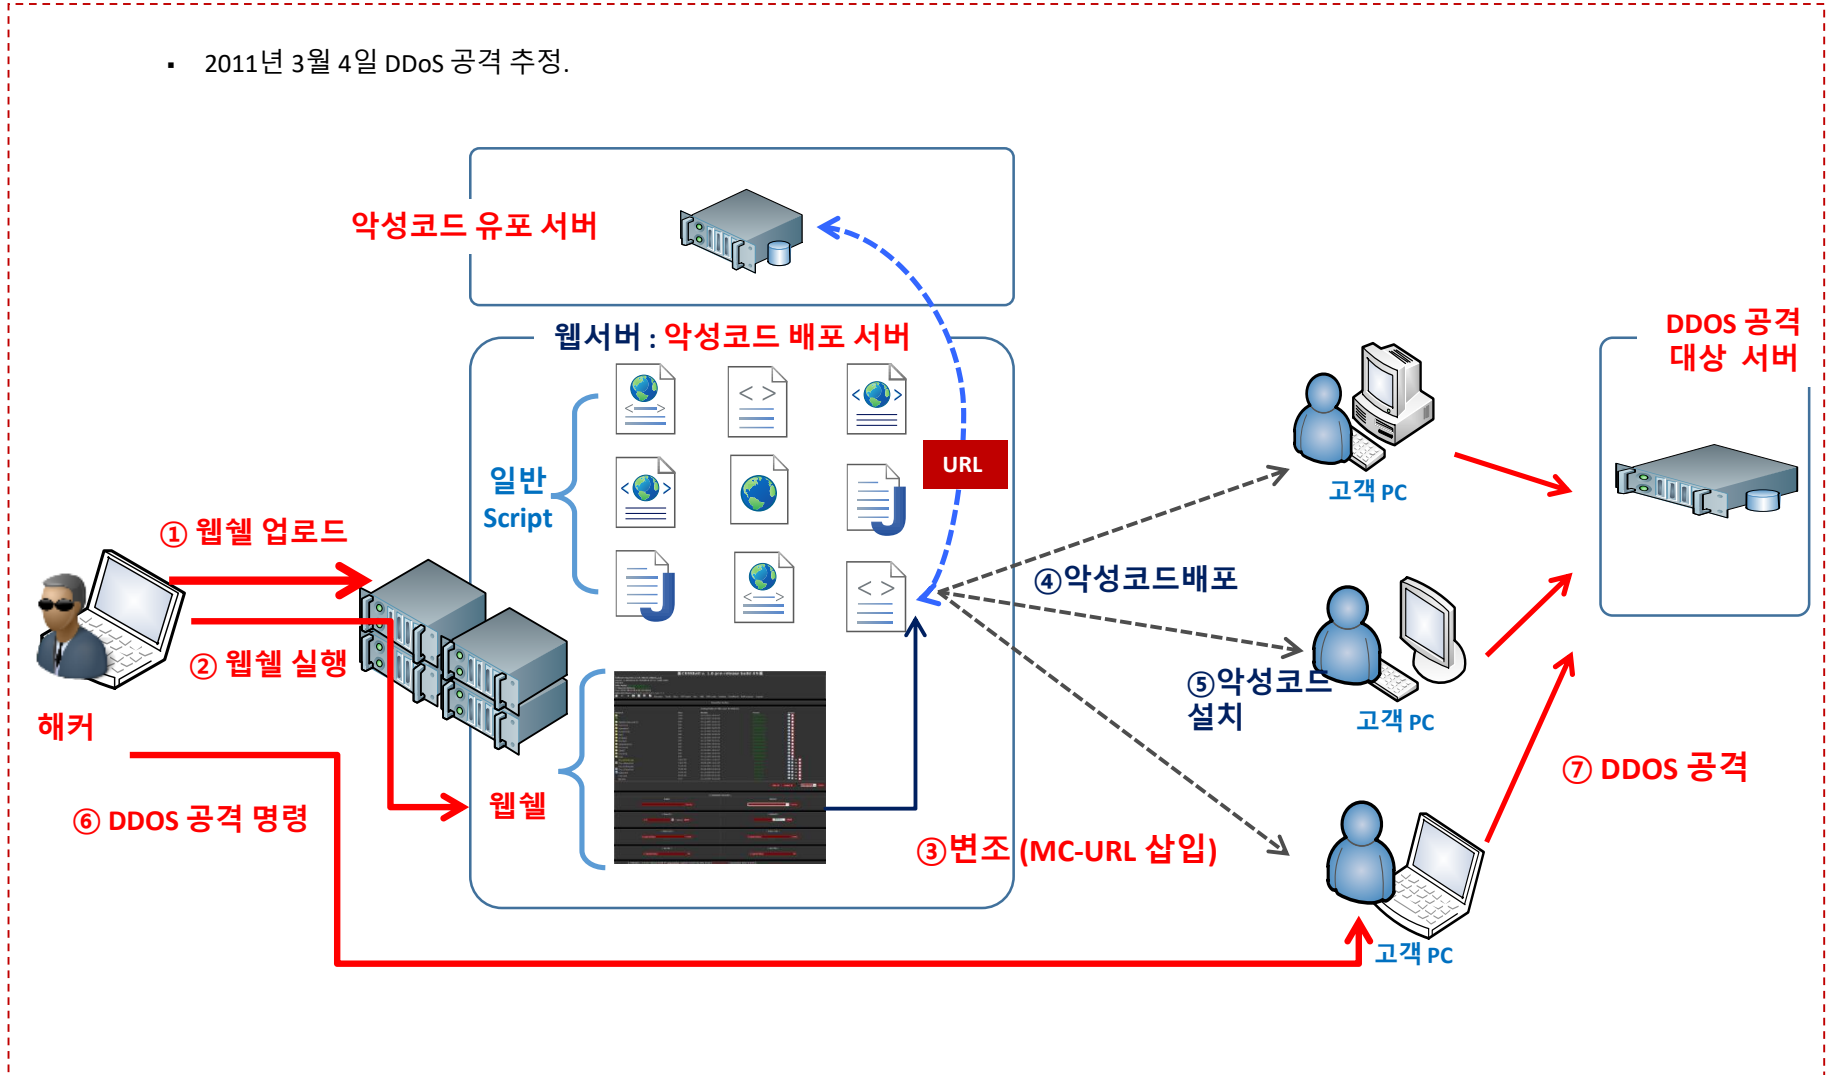 ▪ 2011년 3월 4일 DDoS 공격 추정.
악성코드 유포 서버
웹서버 : 악성코드 배포 서버
DDOS 공격
대상 서버
URL
일반
Script
고객 PC
① 웹쉘 업로드
④악성코드배포
② 웹쉘 실행
⑤악성코드
설치
고객 PC
해커
⑦ DDOS 공격
웹쉘
⑥ DDOS 공격 명령
③변조 (MC-URL 삽입)
고객 PC